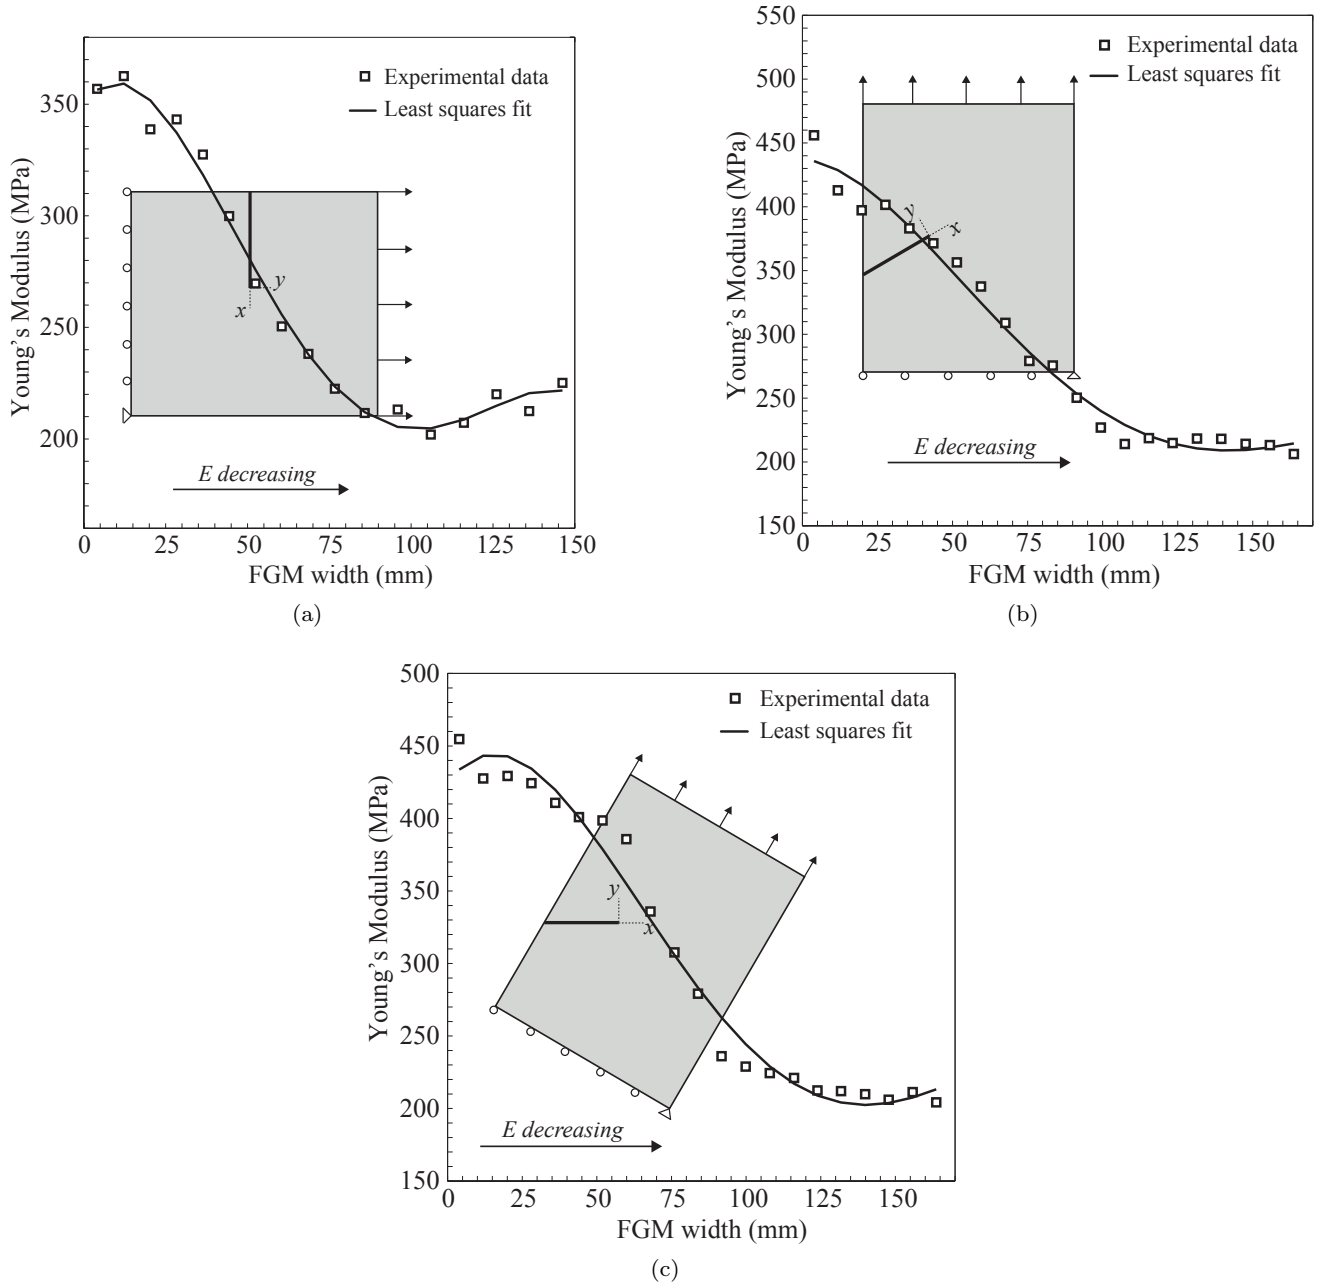 Experimental data
Least squares fit
350
300
250
200
Young's Modulus (MPa)
y
x
E decreasing
0 25 50 75 100 125 150
FGM width (mm)
(a)
550
500
450
400
350
300
250
200
150
Experimental data
Least squares fit
Young's Modulus (MPa)
y
x
E decreasing
0 25 50 75 100 125 150
FGM width (mm)
(b)
500
450
400
350
300
250
200
150
Experimental data
Least squares fit
Young's Modulus (MPa)
y
x
E decreasing
0 25 50 75 100 125 150
FGM width (mm)
(c)